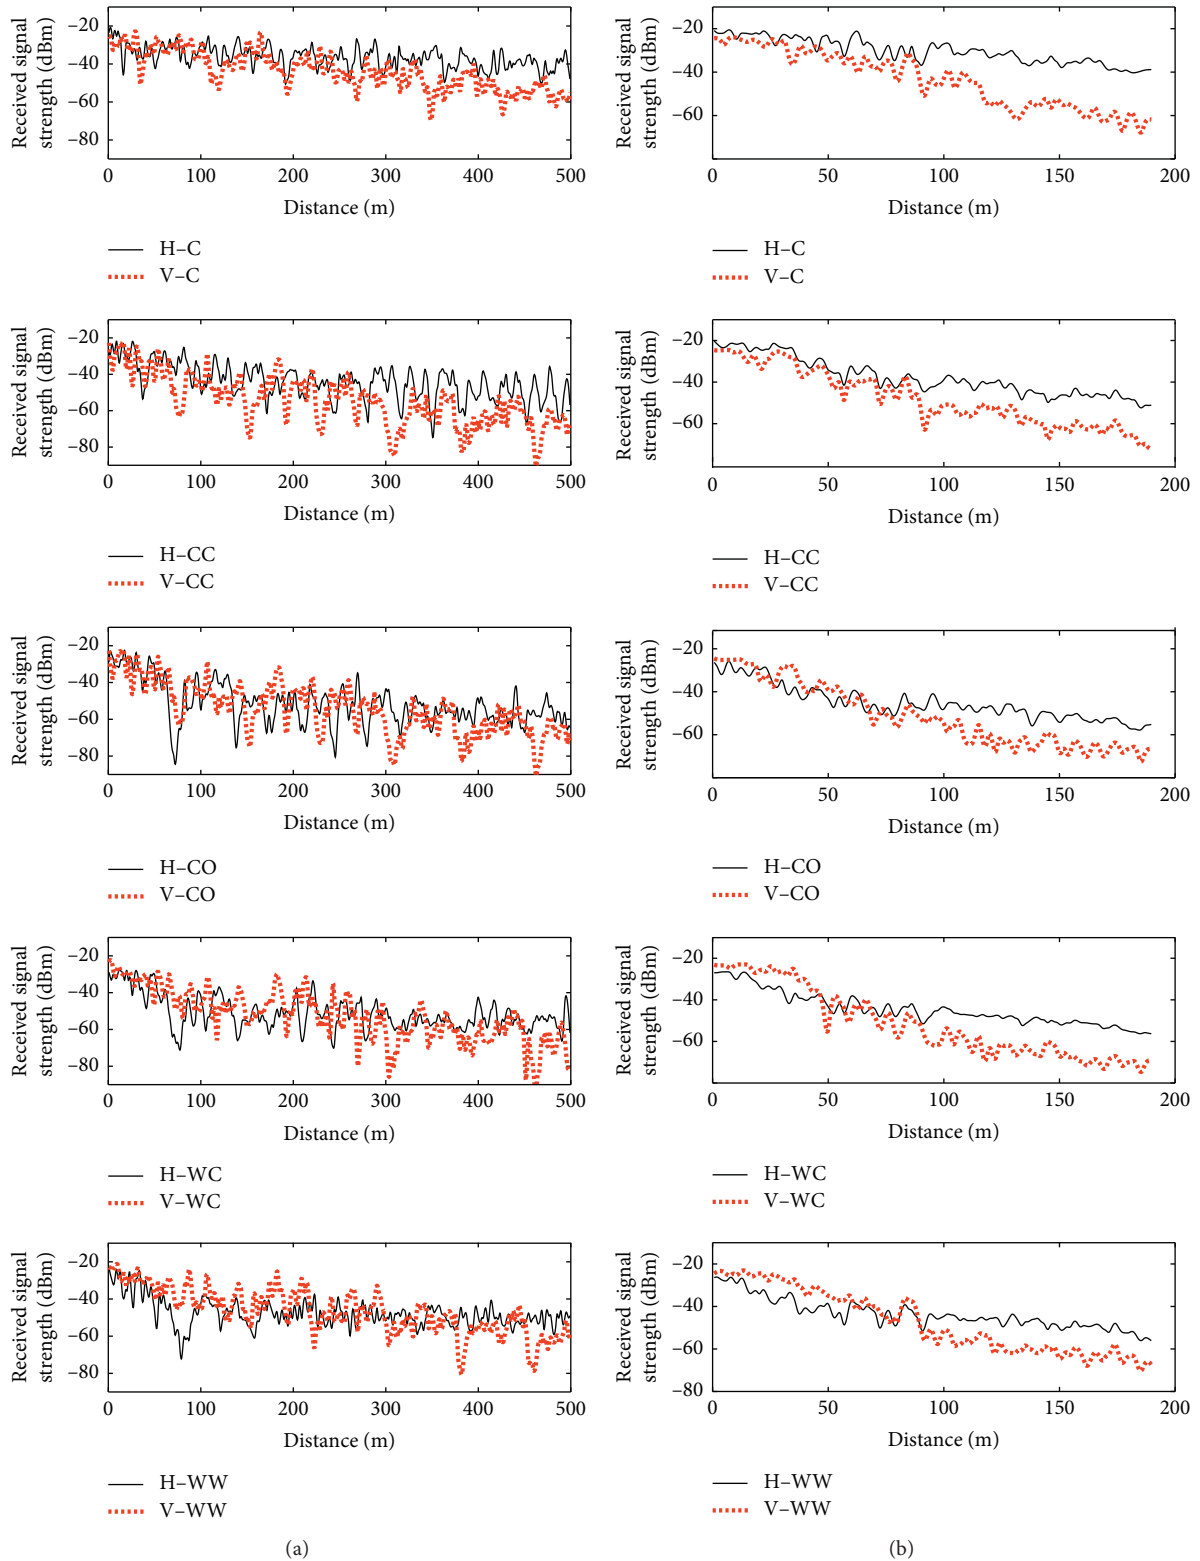 Received signal
strength (dBm)
−20
−40
−60
−80
0
100
200
300
400
500
Distance (m)
H–C
V–C
Received signal
strength (dBm)
−20
−40
−60
0
50
100
150
200
Distance (m)
H–C
V–C
Received signal
strength (dBm)
−20
−40
−60
−80
0
100
200
300
400
500
Distance (m)
H–CC
V–CC
Received signal
strength (dBm)
−20
−40
−60
0
50
100
150
200
Distance (m)
H–CC
V–CC
Received signal
strength (dBm)
−20
−40
−60
−80
0
100
200
300
400
500
Distance (m)
H–CO
V–CO
Received signal
strength (dBm)
−20
−40
−60
0
50
100
150
200
Distance (m)
H–CO
V–CO
Received signal
strength (dBm)
−20
−40
−60
−80
0
100
200
300
400
500
Distance (m)
H–WC
V–WC
Received signal
strength (dBm)
−20
−40
−60
0
50
100
150
200
Distance (m)
H–WC
V–WC
Received signal
strength (dBm)
−20
−40
−60
−80
0
100
200
300
400
500
Distance (m)
H–WW
V–WW
(a)
Received signal
strength (dBm)
−20
−40
−60
−80
0
50
100
150
200
Distance (m)
H–WW
V–WW
(b)